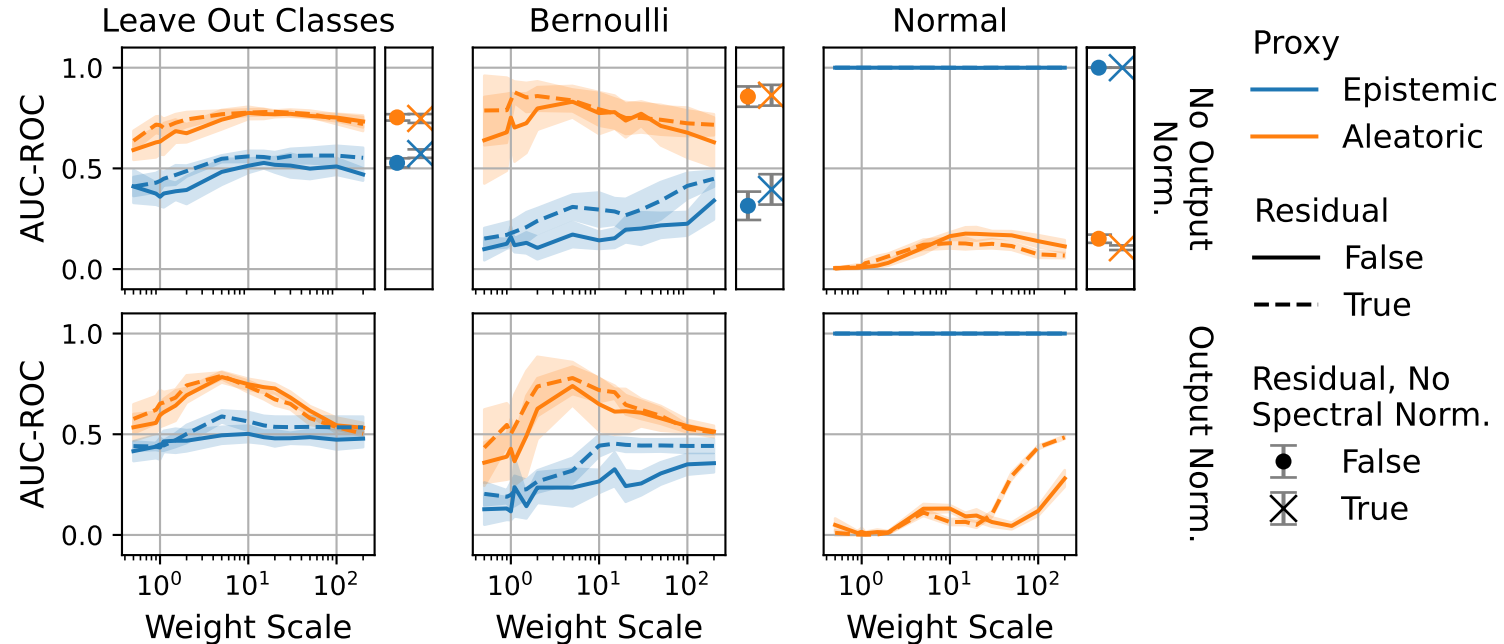 Leave Out Classes
Bernoulli
Normal
AUC-ROC
1.0
0.5
0.0
No Output
Norm.
AUC-ROC
1.0
0.5
0.0
Output Norm.
10⁰ 10¹ 10²
10⁰ 10¹ 10²
10⁰ 10¹ 10²
Weight Scale
Weight Scale
Weight Scale
Proxy
Epistemic
Aleatoric
Residual
False
True
Residual, No
Spectral Norm.
False
True